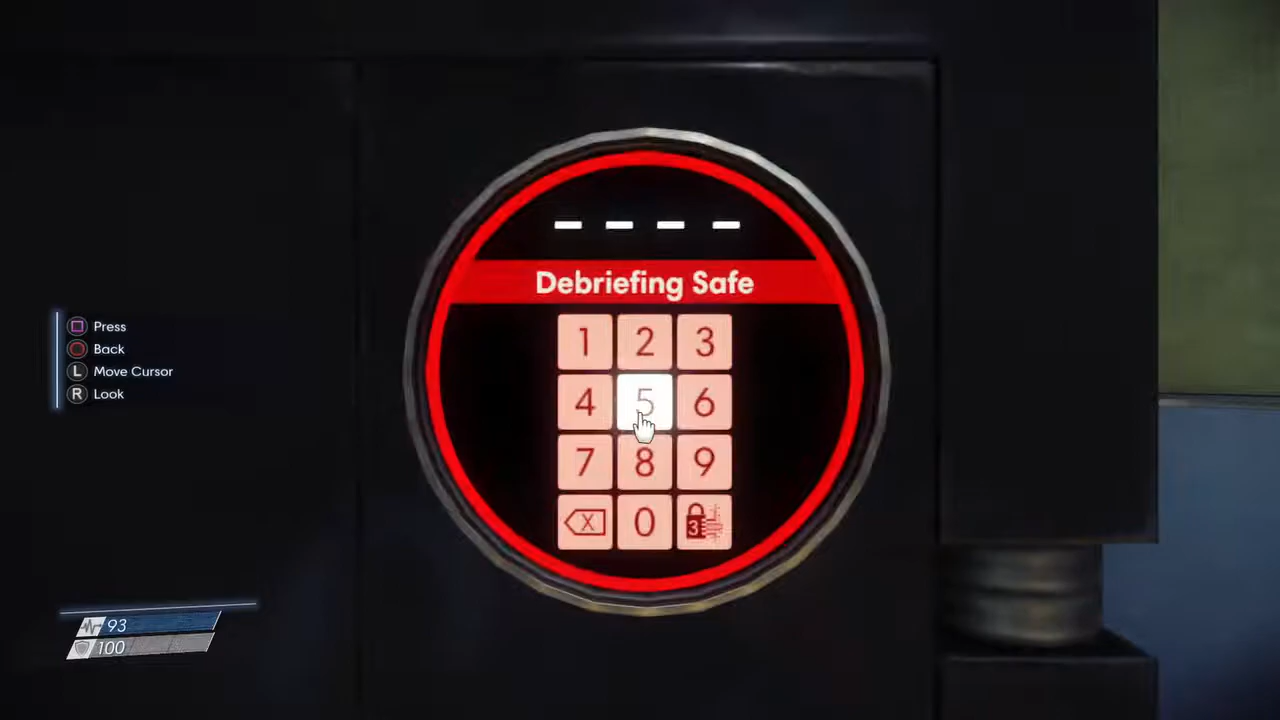 Debriefing Safe
1 2 3
Press
Back
4 5 6
Move Cursor
Look
7 8 9
X 0 3
93
100
L
R